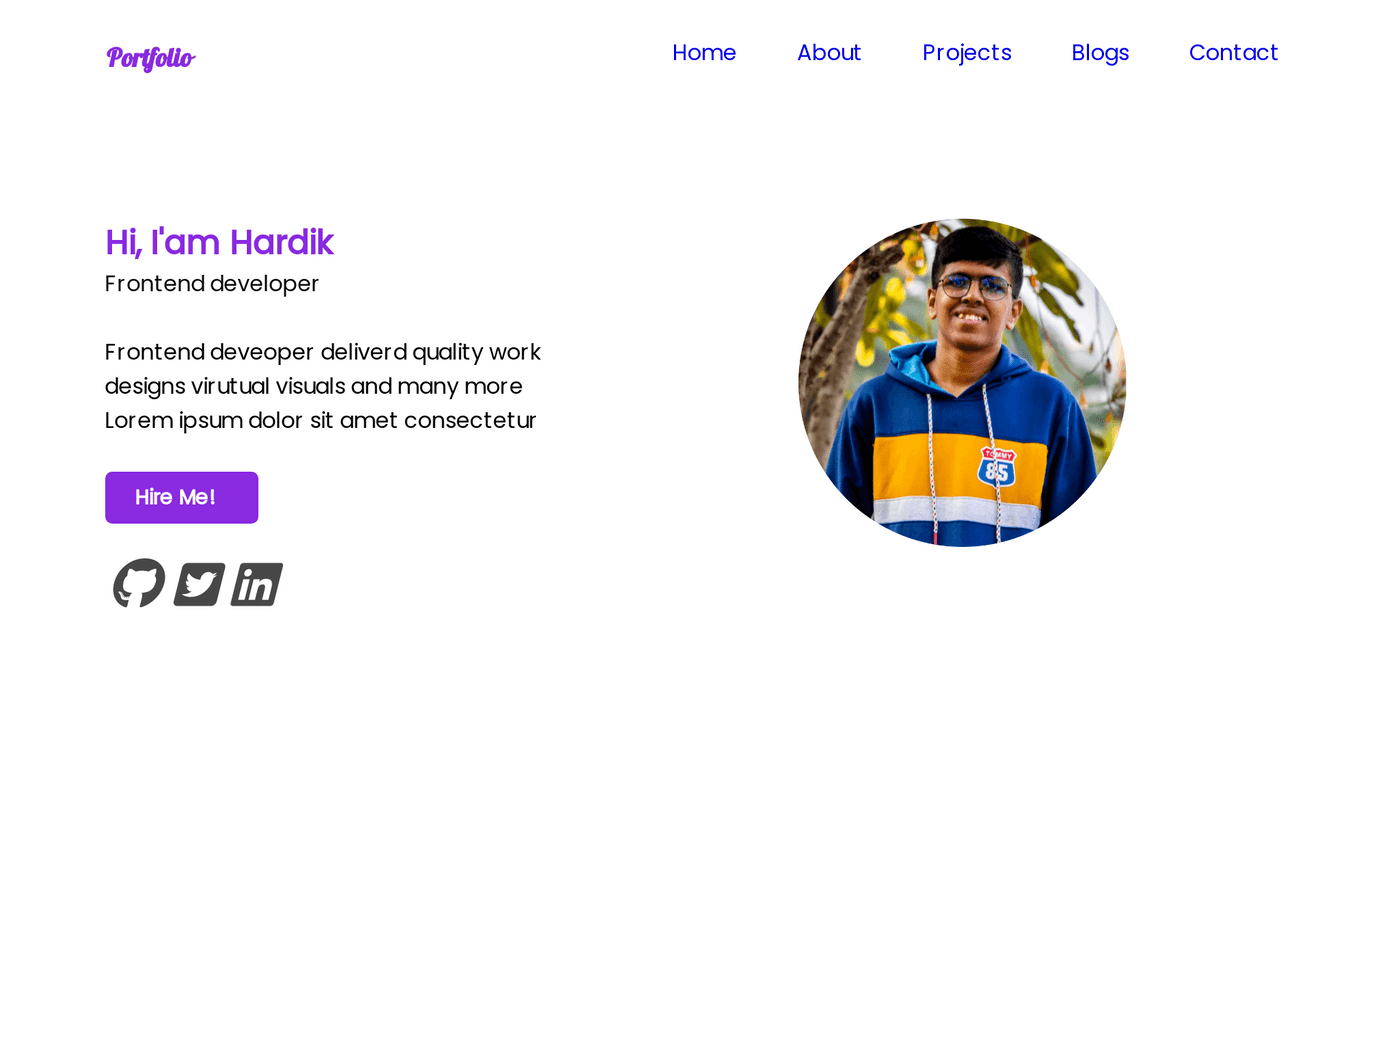 Portfolio
Home About Projects Blogs Contact
Hi, I'am Hardik
Frontend developer
Frontend deveoper deliverd quality work
designs virutual visuals and many more
Lorem ipsum dolor sit amet consectetur
Hire Me!
in
TOMMY
85